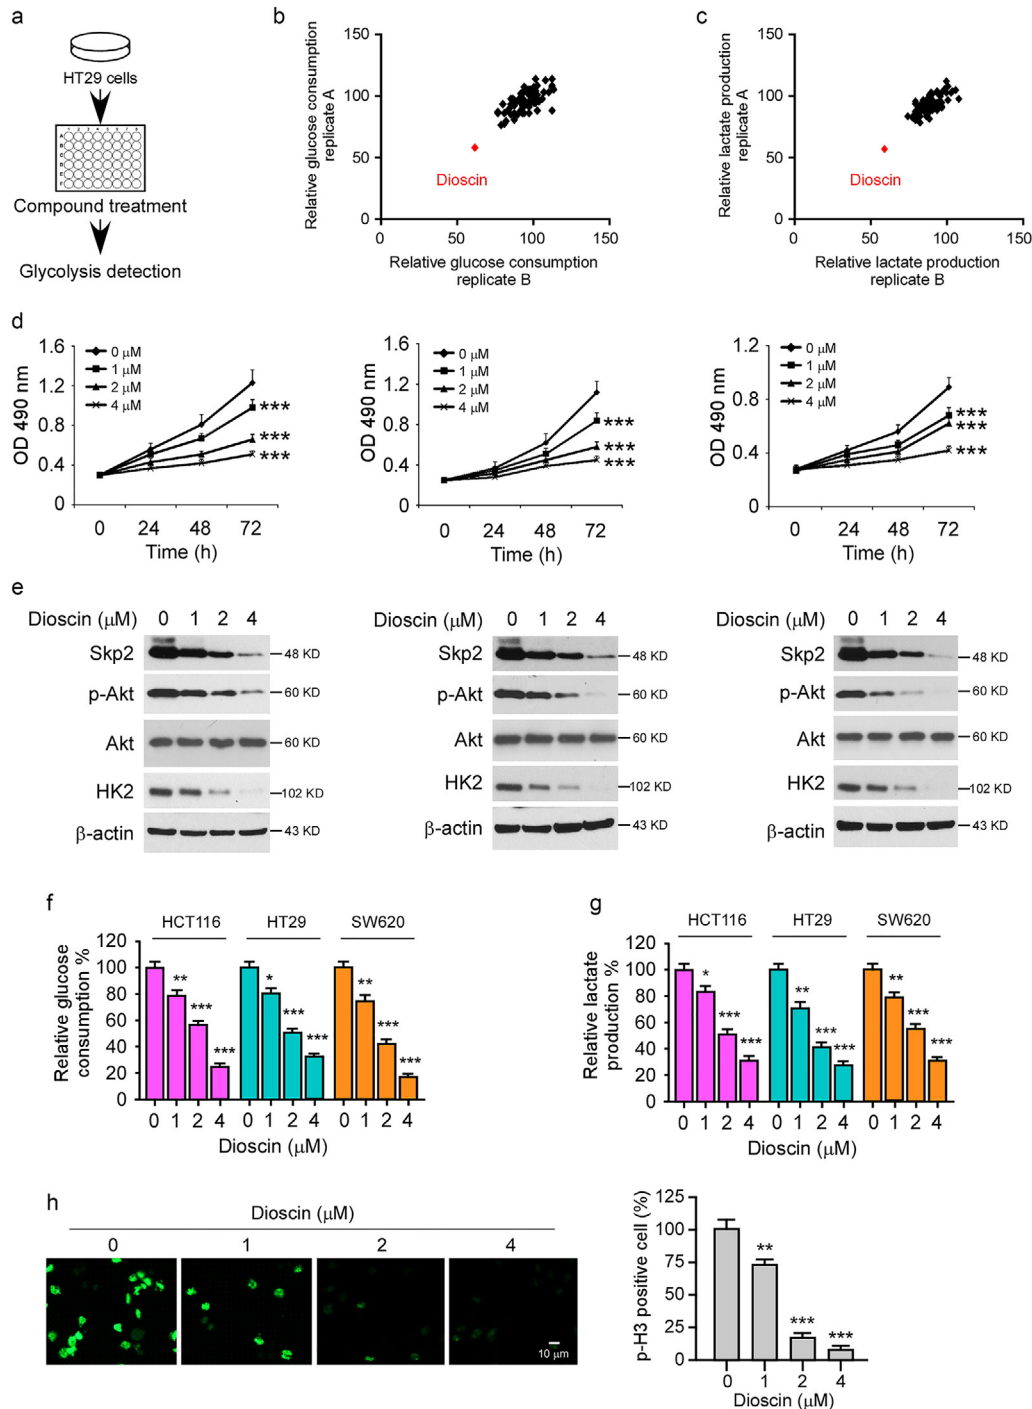 a
HT29 cells
1 2 3 4 5 6 7 8
A
B
C
D
E
F
Compound treatment
Glycolysis detection
b
Relative glucose consumption
replicate A
150
100
50
0
0 50 100 150
Dioscin
Relative glucose consumption
replicate B
c
Relative lactate production
replicate A
150
100
50
0
0 50 100 150
Dioscin
Relative lactate production
replicate B
d
OD 490 nm
1.6
1.2
0.8
0.4
0
0 μM
1 μM
2 μM
4 μM
***
***
***
0 24 48 72
Time (h)
OD 490 nm
1.6
1.2
0.8
0.4
0
0 μM
1 μM
2 μM
4 μM
***
***
***
0 24 48 72
Time (h)
OD 490 nm
1.2
0.8
0.4
0
0 μM
1 μM
2 μM
4 μM
***
***
***
0 24 48 72
Time (h)
e
Dioscin (μM) 0 1 2 4
Skp2 48 KD
p-Akt 60 KD
Akt 60 KD
HK2 102 KD
β-actin 43 KD
Dioscin (μM) 0 1 2 4
Skp2 48 KD
p-Akt 60 KD
Akt 60 KD
HK2 102 KD
β-actin 43 KD
Dioscin (μM) 0 1 2 4
Skp2 48 KD
p-Akt 60 KD
Akt 60 KD
HK2 102 KD
β-actin 43 KD
f
HCT116 HT29 SW620
Relative glucose
consumption %
120
100
80
60
40
20
0
** *** *** * *** *** ** *** ***
0 1 2 4 0 1 2 4 0 1 2 4
Dioscin (μM)
g
HCT116 HT29 SW620
Relative lactate
production %
120
100
80
60
40
20
0
* *** *** ** *** *** ** *** ***
0 1 2 4 0 1 2 4 0 1 2 4
Dioscin (μM)
h
Dioscin (μM)
0 1 2 4
10 μm
p-H3 positive cell (%)
125
100
75
50
25
0
** *** ***
0 1 2 4
Dioscin (μM)